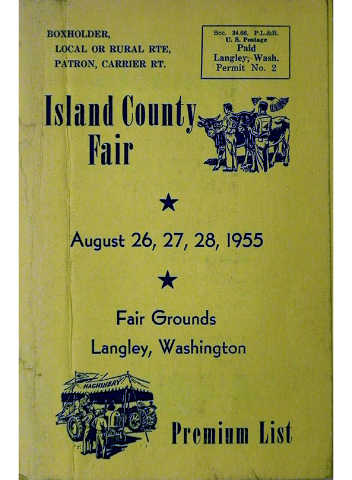 BOXHOLDER,
LOCAL OR RURAL RTE,
PATRON, CARRIER RT.
Sec. 34.66, P.L.&R.
U. S. Postage
Paid
Langley, Wash.
Permit No. 2
Island County
Fair
August 26, 27, 28, 1955
Fair Grounds
Langley, Washington
MACHINERY
Premium List